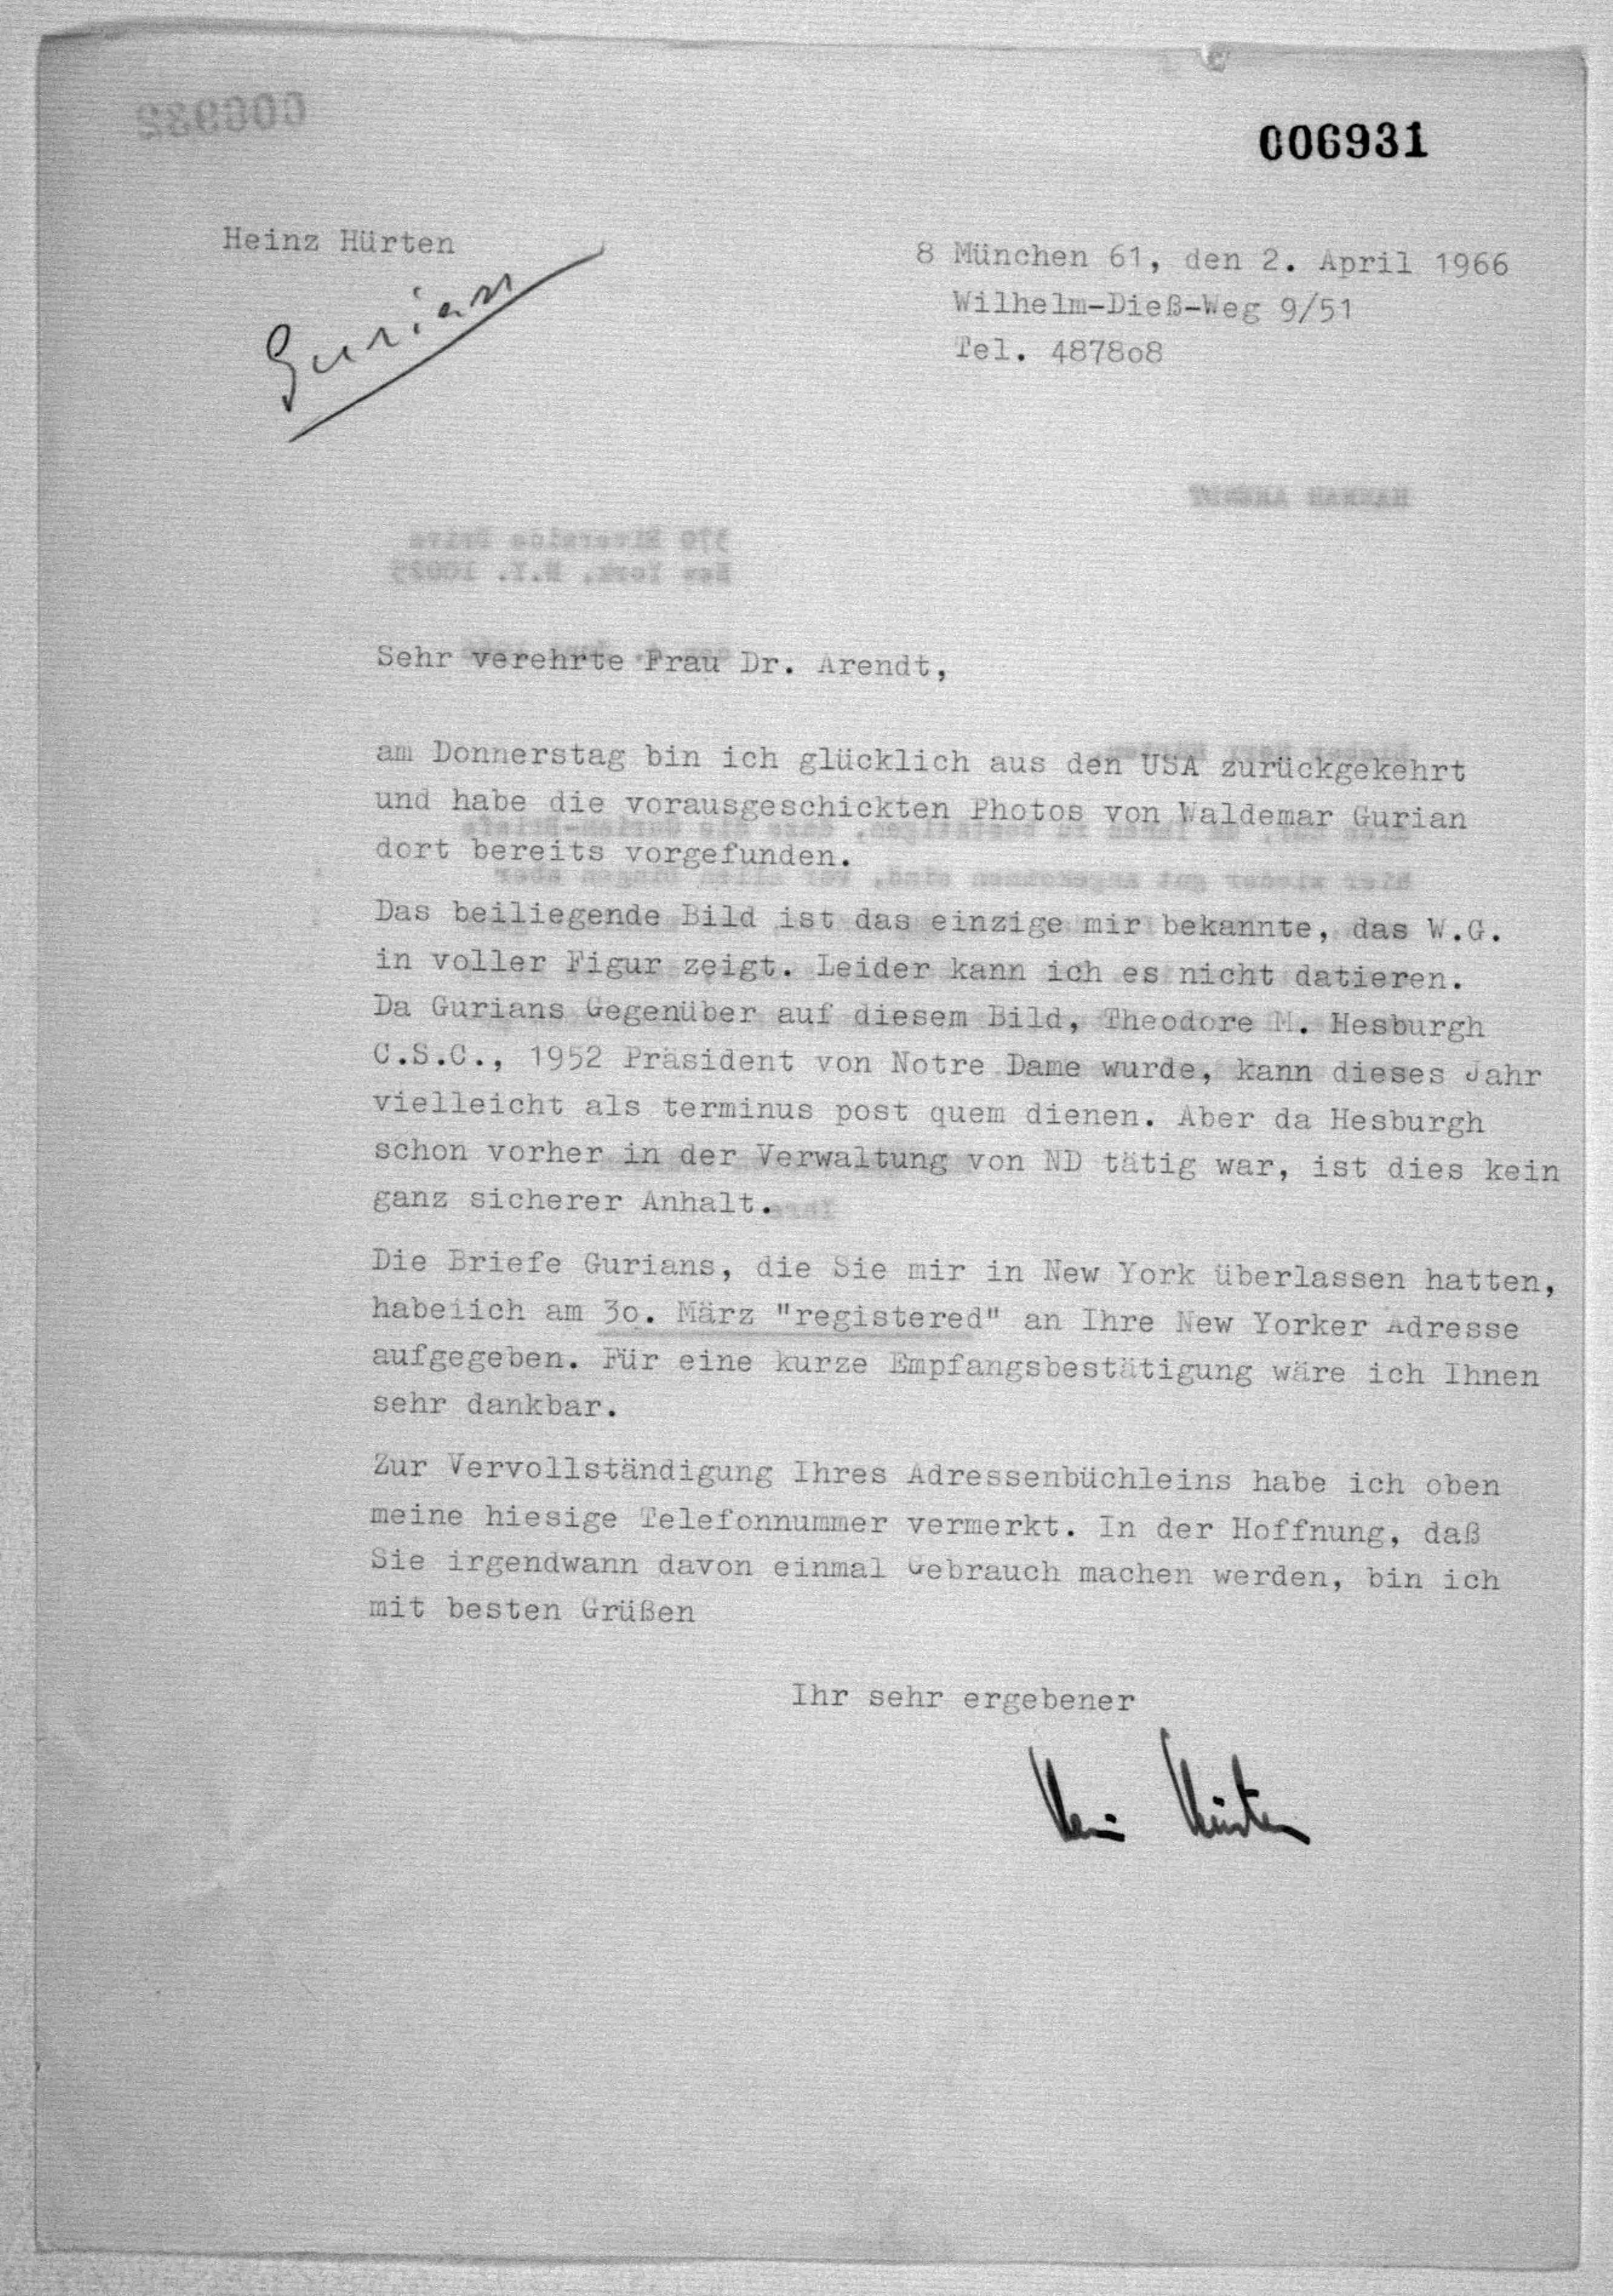 006931
Heinz Hürten
Gurian
8 München 61, den 2. April 1966
Wilhelm-Dieß-Weg 9/51
Tel. 4878o8
Sehr verehrte Frau Dr. Arendt,
am Donnerstag bin ich glücklich aus den USA zurückgekehrt
und habe die vorausgeschickten Photos von Waldemar Gurian
dort bereits vorgefunden.
Das beiliegende Bild ist das einzige mir bekannte, das W.G.
in voller Figur zeigt. Leider kann ich es nicht datieren.
Da Gurians Gegenüber auf diesem Bild, Theodore M. Hesburgh
C.S.C., 1952 Präsident von Notre Dame wurde, kann dieses Jahr
vielleicht als terminus post quem dienen. Aber da Hesburgh
schon vorher in der Verwaltung von ND tätig war, ist dies kein
ganz sicherer Anhalt.
Die Briefe Gurians, die Sie mir in New York überlassen hatten,
habeiich am 3o. März "registered" an Ihre New Yorker Adresse
aufgegeben. Für eine kurze Empfangsbestätigung wäre ich Ihnen
sehr dankbar.
Zur Vervollständigung Ihres Adressenbüchleins habe ich oben
meine hiesige Telefonnummer vermerkt. In der Hoffnung, daß
Sie irgendwann davon einmal Gebrauch machen werden, bin ich
mit besten Grüßen
Ihr sehr ergebener
Heinz Hürten